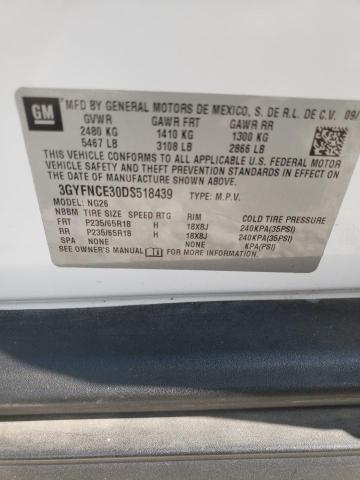 GM
MFD BY GENERAL MOTORS DE MEXICO, S. DE R.L. DE C.V. 09/
GVWR GAWR FRT GAWR RR
2480 KG 1410 KG 1300 KG
5467 LB 3108 LB 2866 LB
THIS VEHICLE CONFORMS TO ALL APPLICABLE U.S. FEDERAL MOTOR
VEHICLE SAFETY AND THEFT PREVENTION STANDARDS IN EFFECT ON THE
DATE OF MANUFACTURE SHOWN ABOVE.
3GYFNCE30DS518439 TYPE: M.P.V.
MODEL: NG26
NBBM TIRE SIZE SPEED RTG RIM COLD TIRE PRESSURE
FRT P235/65R18 H 18X8J 240KPA(35PSI)
RR P235/65R18 H 18X8J 240KPA(35PSI)
SPA NONE NONE NONE KPA(PSI)
SEE OWNER'S MANUAL FOR MORE INFORMATION.